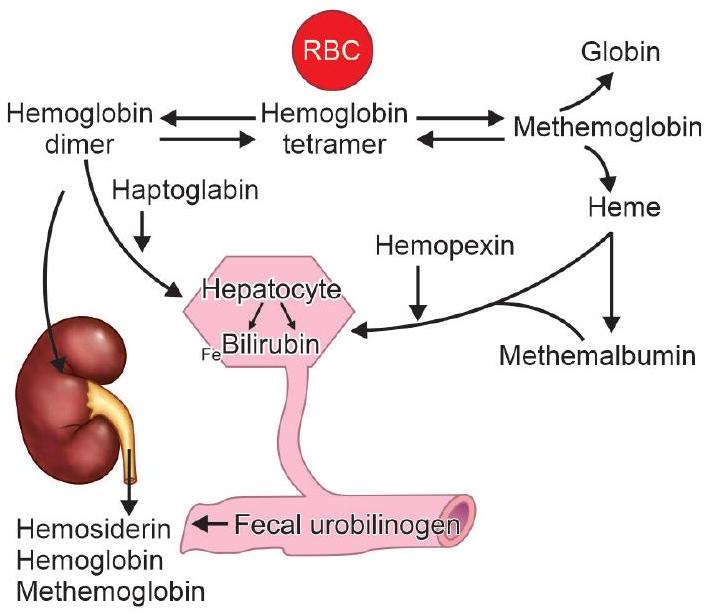 RBC
Globin
Hemoglobin
dimer
Hemoglobin
tetramer
Methemoglobin
Haptoglabin
Heme
Hemopexin
Hepatocyte
Fe Bilirubin
Methemalbumin
Fecal urobilinogen
Hemosiderin
Hemoglobin
Methemoglobin